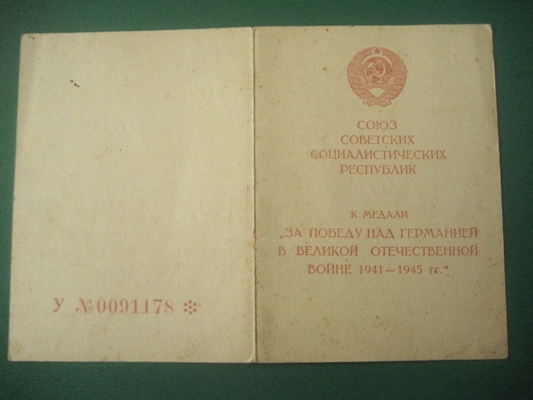 У №0091178
СОЮЗ
СОВЕТСКИХ
СОЦИАЛИСТИЧЕСКИХ
РЕСПУБЛИК
К МЕДАЛИ
„ЗА ПОБЕДУ НАД ГЕРМАНИЕЙ
В ВЕЛИКОЙ ОТЕЧЕСТВЕННОЙ
ВОЙНЕ 1941—1945 гг."